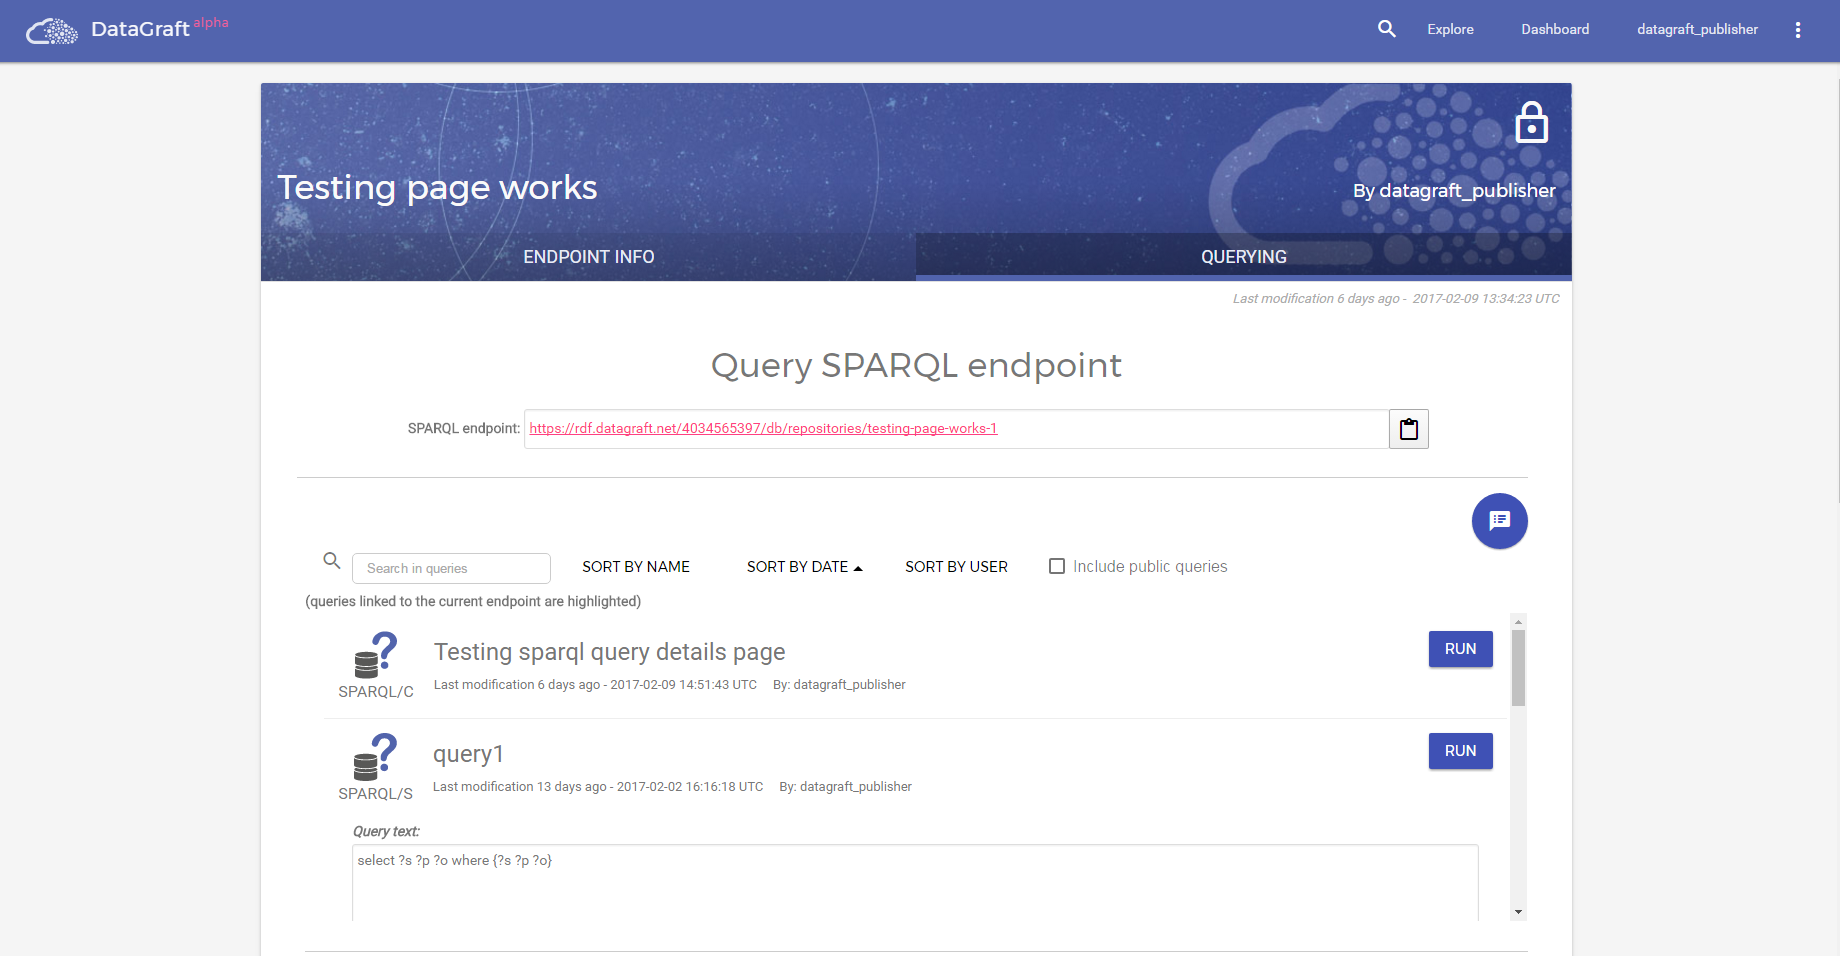 DataGraft alpha
Explore
Dashboard
datagraft_publisher
Testing page works
By datagraft_publisher
ENDPOINT INFO
QUERYING
Last modification 6 days ago - 2017-02-09 13:34:23 UTC
Query SPARQL endpoint
SPARQL endpoint: https://rdf.datagraft.net/4034565397/db/repositories/testing-page-works-1
Search in queries
SORT BY NAME
SORT BY DATE
SORT BY USER
Include public queries
(queries linked to the current endpoint are highlighted)
Testing sparql query details page
RUN
SPARQL/C
Last modification 6 days ago - 2017-02-09 14:51:43 UTC By: datagraft_publisher
query1
RUN
SPARQL/S
Last modification 13 days ago - 2017-02-02 16:16:18 UTC By: datagraft_publisher
Query text:
select ?s ?p ?o where {?s ?p ?o}